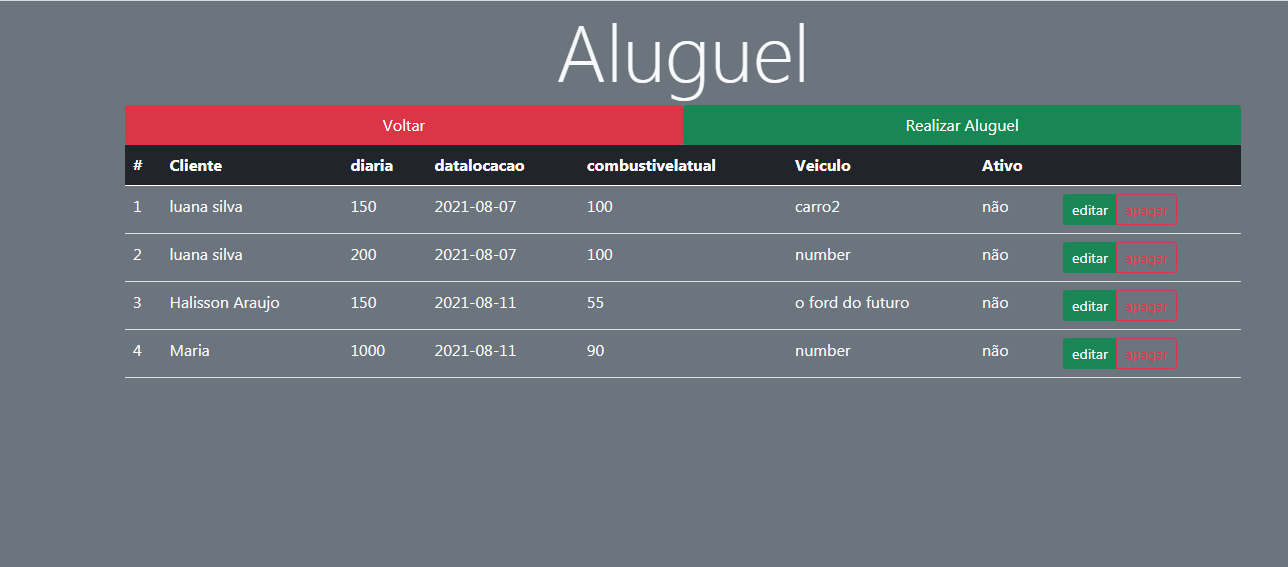 Aluguel
Voltar Realizar Aluguel
# Cliente diaria datalocacao combustivelatual Veiculo Ativo
1 luana silva 150 2021-08-07 100 carro2 não editar apagar
2 luana silva 200 2021-08-07 100 number não editar apagar
3 Halisson Araujo 150 2021-08-11 55 o ford do futuro não editar apagar
4 Maria 1000 2021-08-11 90 number não editar apagar